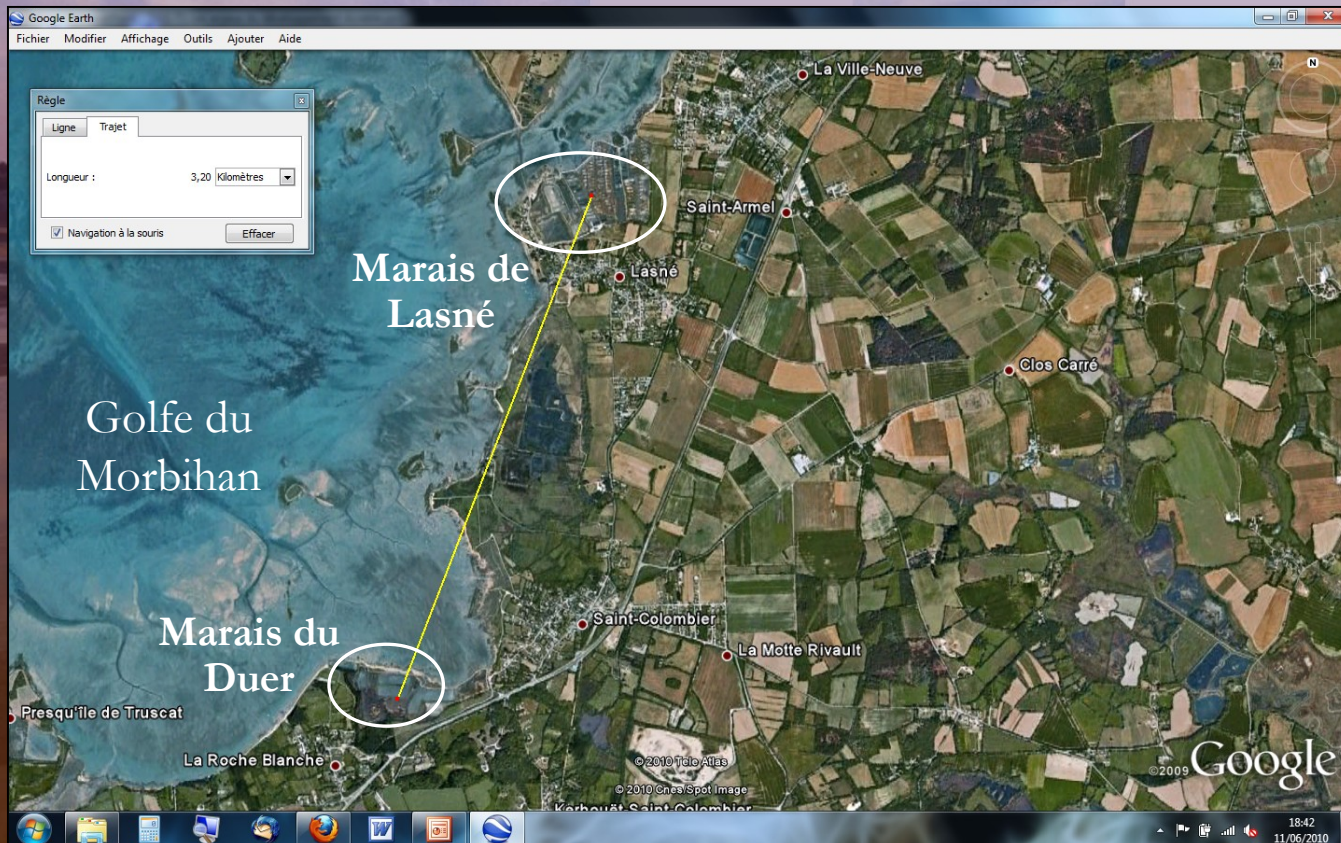 Google Earth
Fichier Modifier Affichage Outils Ajouter Aide
Règle
Ligne Trajet
Longueur : 3,20 Kilomètres
Navigation à la souris Effacer
N
La Ville-Neuve
Saint-Armel
Marais de
Lasné
Lasné
Clos Carré
Golfe du
Morbihan
Saint-Colombier
La Motte Rivault
Marais du
Duer
Presqu'île de Truscat
La Roche Blanche
© 2010 Tele Atlas
© 2010 Cnes/Spot Image
©2009 Google
Kerhouët-Saint-Colombier
18:42
11/06/2010